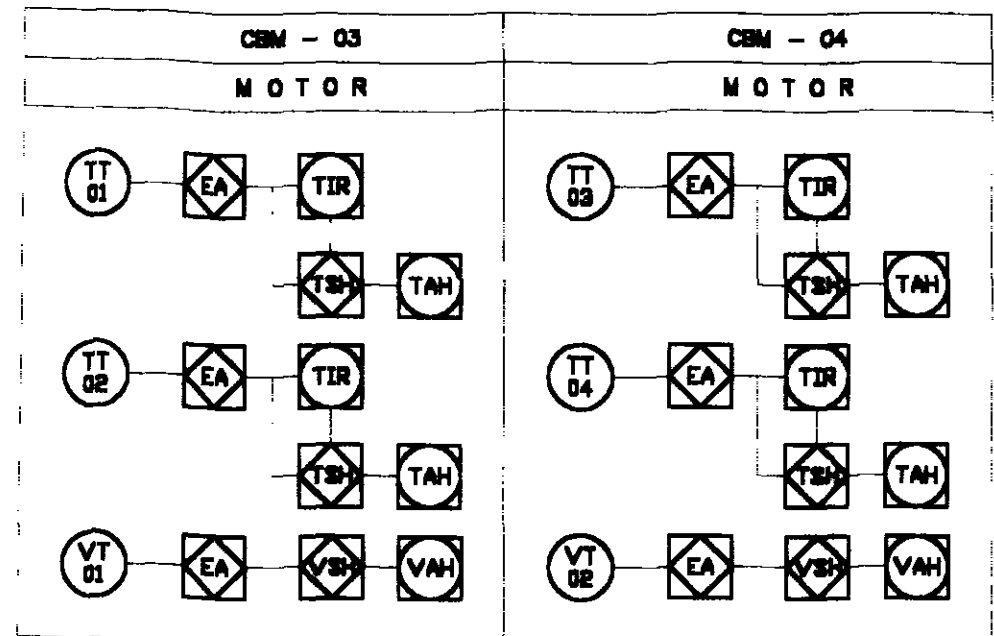 CBM - 03
CBM - 04
MOTOR
MOTOR
TT 01
EA
TIR
TT 03
EA
TIR
TSH
TAH
TSH
TAH
TT 02
EA
TIR
TT 04
EA
TIR
TSH
TAH
TSH
TAH
VT 01
EA
VSH
VAH
VT 02
EA
VSH
VAH